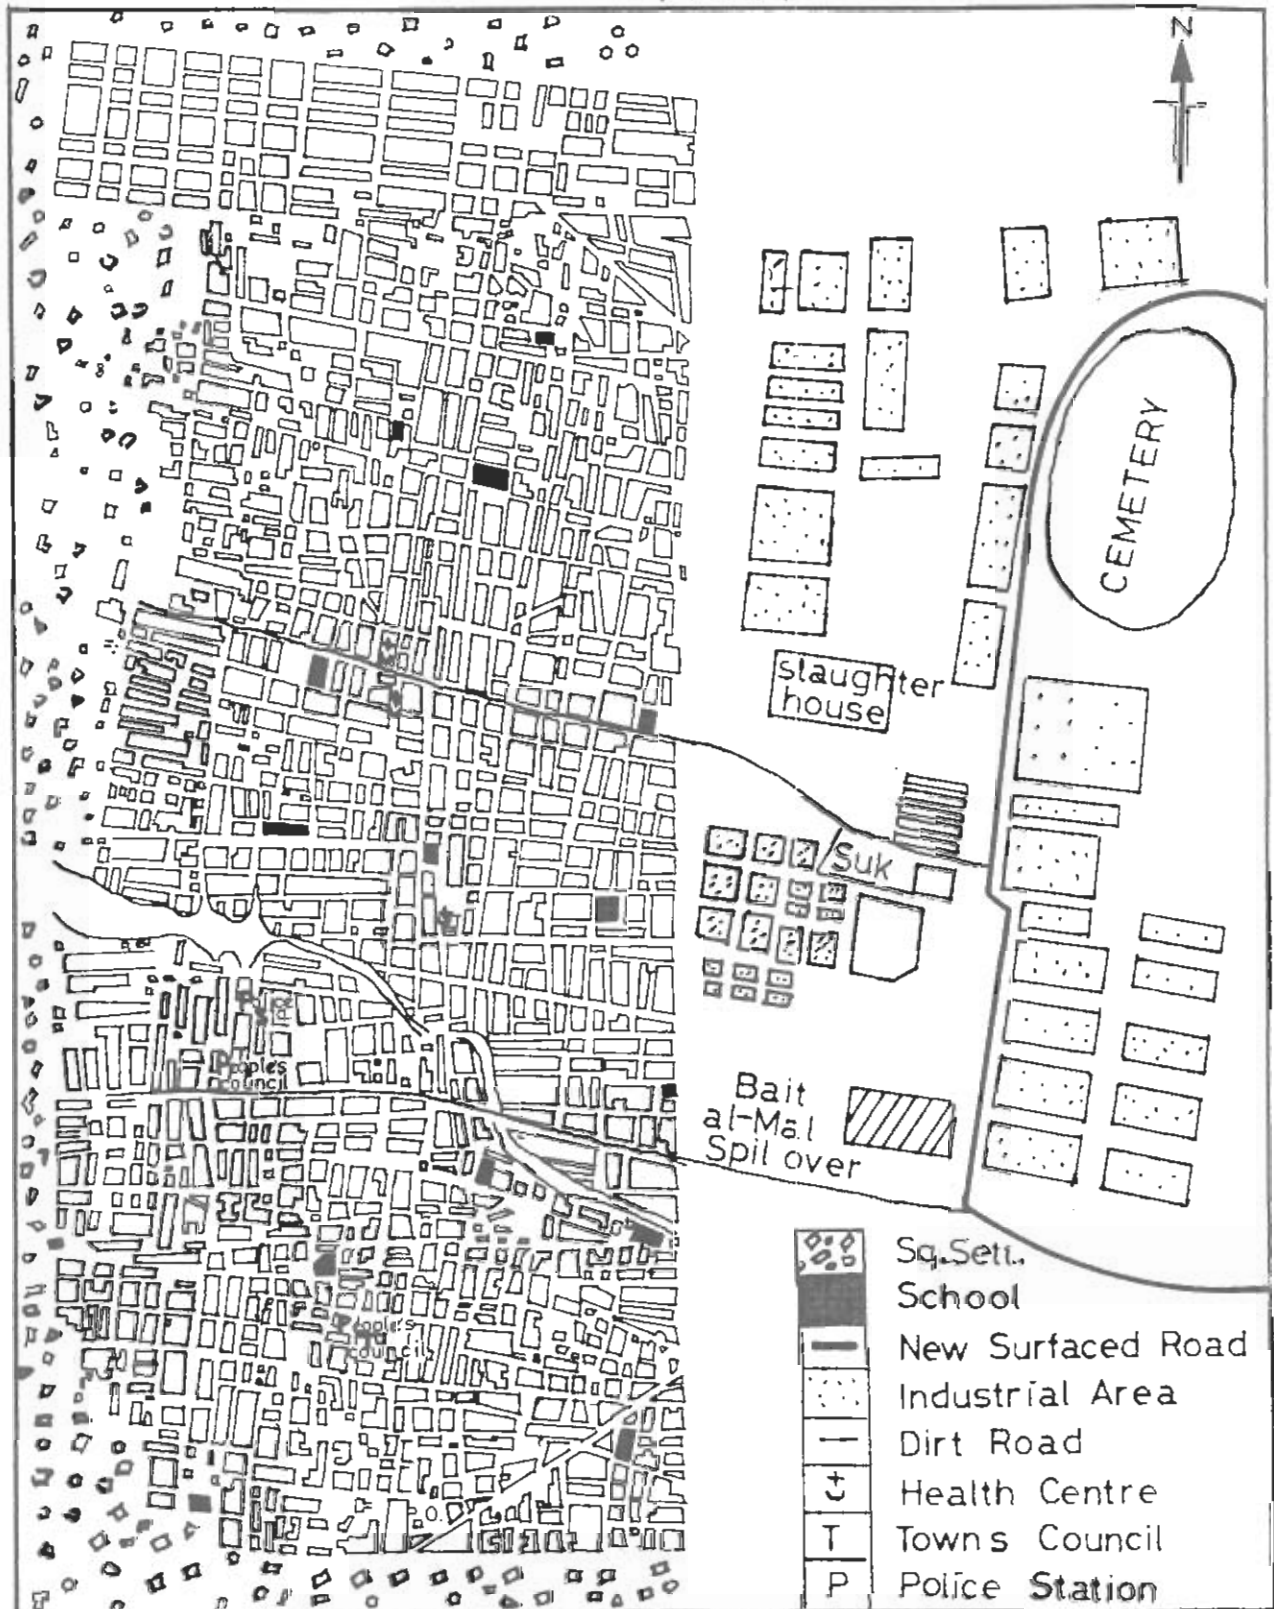 N
CEMETERY
slaughter
house
Suk
Police
Peoples
council
Bait
al-Mal
Spil over
Peoples
council
Sq.Sett.
School
New Surfaced Road
Industrial Area
Dirt Road
Health Centre
T Towns Council
P Police Station